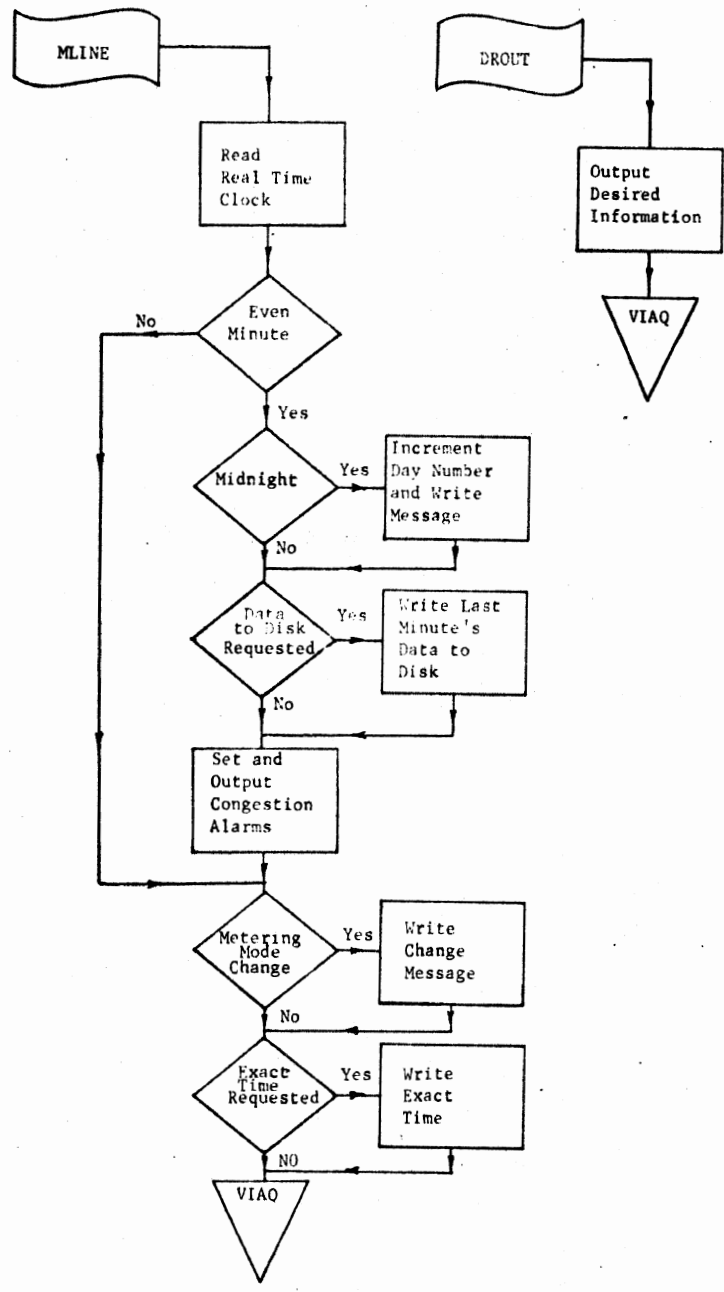 MLINE
Read
Real Time
Clock
Even
Minute
No
Yes
Midnight
Yes
Increment
Day Number
and Write
Message
No
Data
to Disk
Requested
Yes
Write Last
Minute's
Data to
Disk
No
Set and
Output
Congestion
Alarms
Metering
Mode
Change
Yes
Write
Change
Message
No
Exact
Time
Requested
Yes
Write
Exact
Time
NO
VIAQ
DROUT
Output
Desired
Information
VIAQ